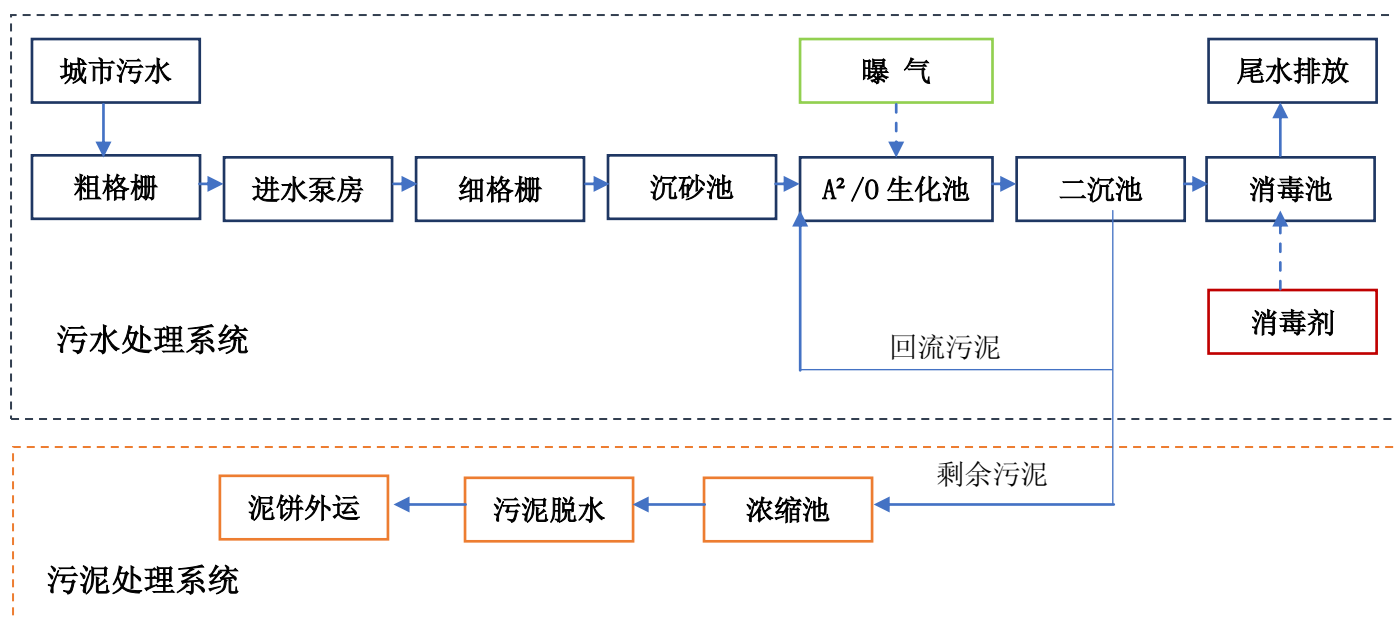 城市污水
曝 气
尾水排放
粗格栅
进水泵房
细格栅
沉砂池
A²/O 生化池
二沉池
消毒池
消毒剂
污水处理系统
回流污泥
剩余污泥
泥饼外运
污泥脱水
浓缩池
污泥处理系统